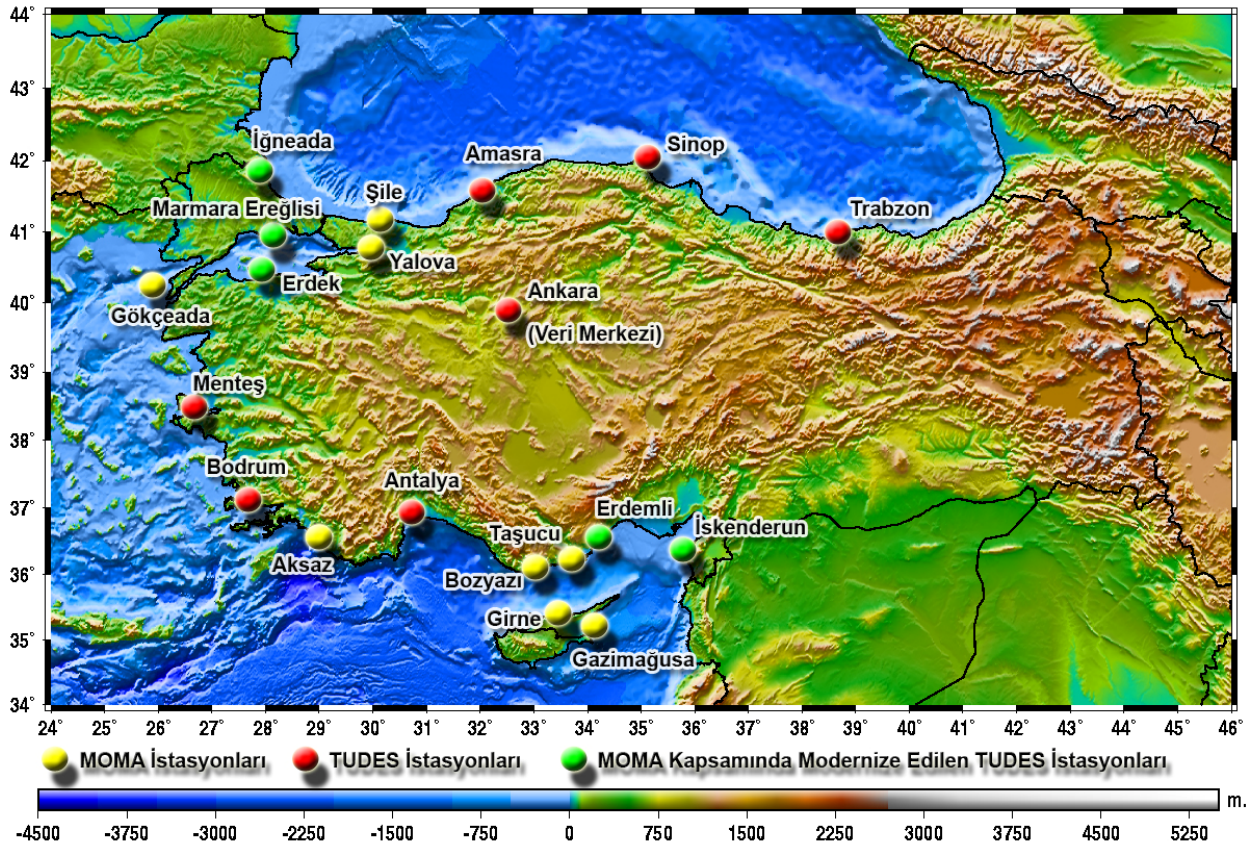 44°
43°
42°
41°
40°
39°
38°
37°
36°
35°
34°
İğneada
Amasra
Sinop
Şile
Marmara Ereğlisi
Trabzon
Yalova
Erdek
Ankara
(Veri Merkezi)
Gökçeada
Menteş
Bodrum
Antalya
Erdemli
Taşucu
İskenderun
Aksaz
Bozyazı
Girne
Gazimağusa
24° 25° 26° 27° 28° 29° 30° 31° 32° 33° 34° 35° 36° 37° 38° 39° 40° 41° 42° 43° 44° 45° 46°
MOMA İstasyonları TUDES İstasyonları MOMA Kapsamında Modernize Edilen TUDES İstasyonları
m.
-4500 -3750 -3000 -2250 -1500 -750 0 750 1500 2250 3000 3750 4500 5250